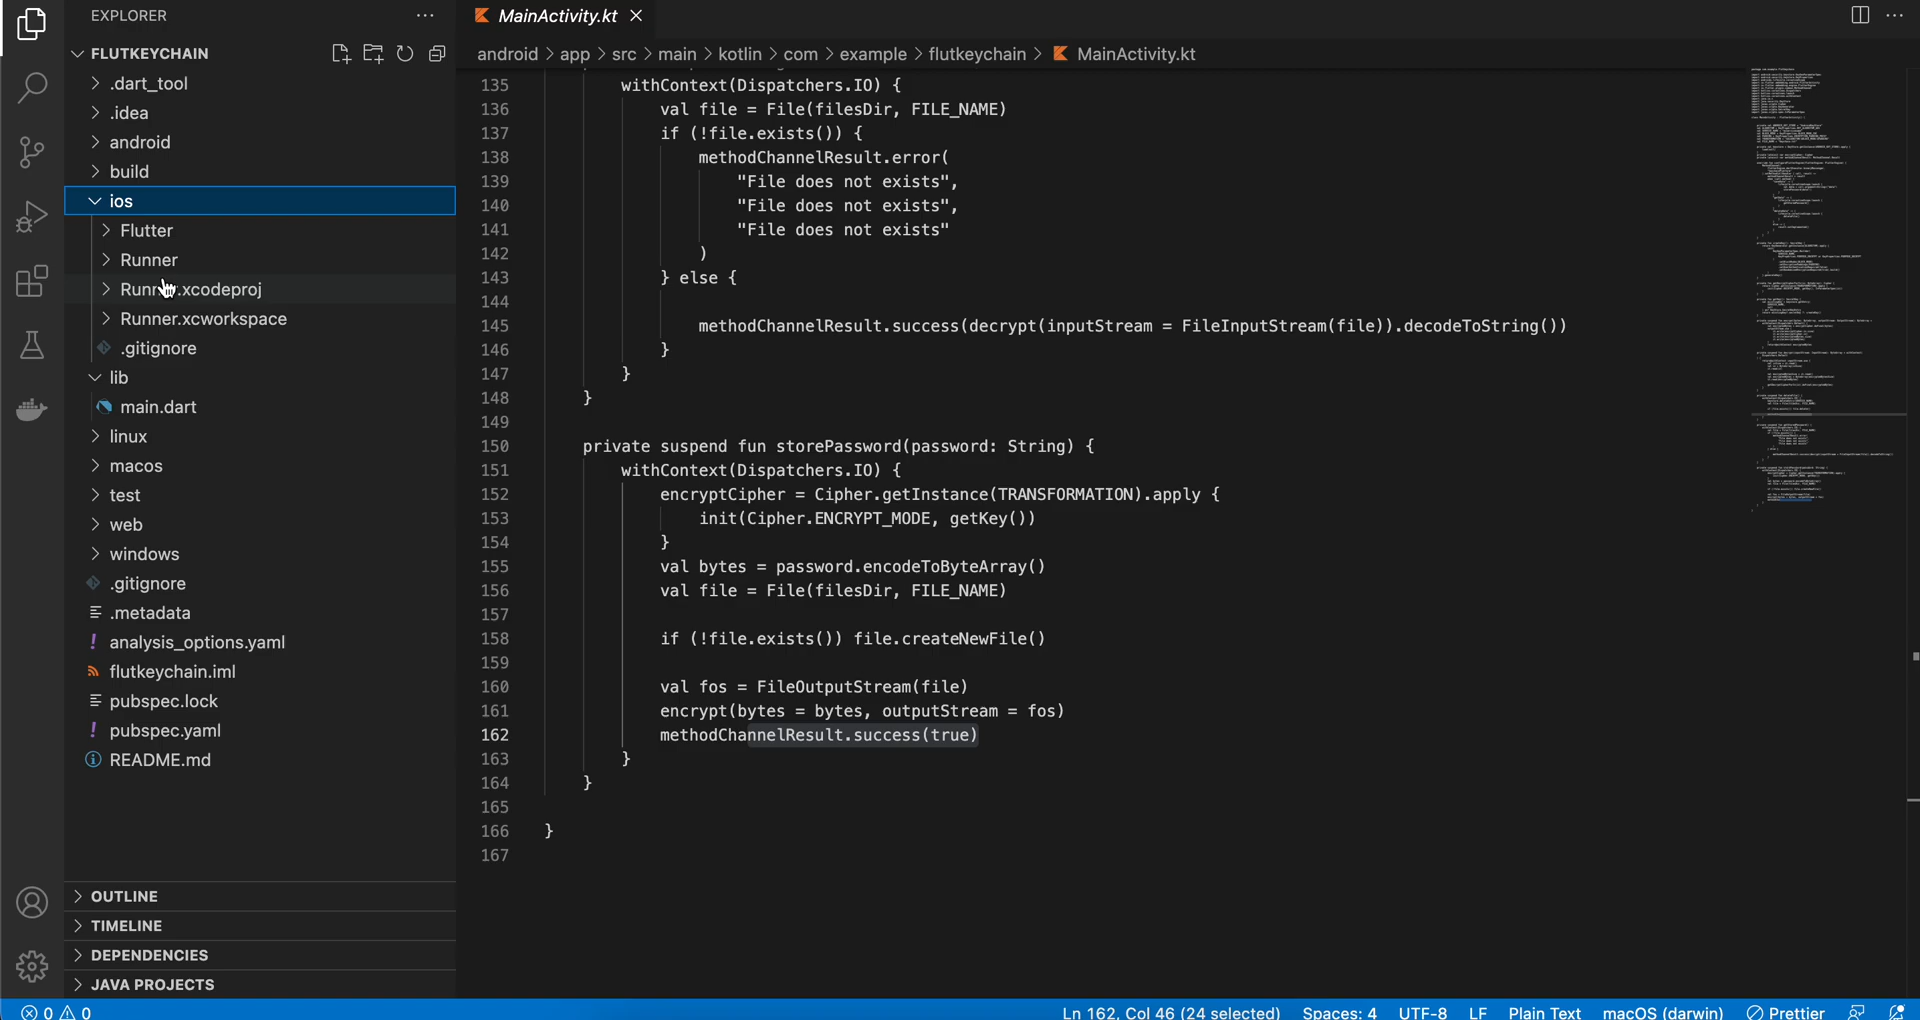 EXPLORER
MainActivity.kt
FLUTKEYCHAIN
android > app > src > main > kotlin > com > example > flutkeychain > MainActivity.kt
.dart_tool
.idea
android
build
ios
Flutter
Runner
Runner.xcodeproj
Runner.xcworkspace
.gitignore
lib
main.dart
linux
macos
test
web
windows
.gitignore
.metadata
analysis_options.yaml
flutkeychain.iml
pubspec.lock
pubspec.yaml
README.md
OUTLINE
TIMELINE
DEPENDENCIES
JAVA PROJECTS
135 withContext(Dispatchers.IO) {
136 val file = File(filesDir, FILE_NAME)
137 if (!file.exists()) {
138 methodChannelResult.error(
139 "File does not exists",
140 "File does not exists",
141 "File does not exists"
142 )
143 } else {
144
145 methodChannelResult.success(decrypt(inputStream = FileInputStream(file)).decodeToString())
146 }
147 }
148 }
149
150 private suspend fun storePassword(password: String) {
151 withContext(Dispatchers.IO) {
152 encryptCipher = Cipher.getInstance(TRANSFORMATION).apply {
153 init(Cipher.ENCRYPT_MODE, getKey())
154 }
155 val bytes = password.encodeToByteArray()
156 val file = File(filesDir, FILE_NAME)
157
158 if (!file.exists()) file.createNewFile()
159
160 val fos = FileOutputStream(file)
161 encrypt(bytes = bytes, outputStream = fos)
162 methodChannelResult.success(true)
163 }
164 }
165
166 }
167
0 0 Ln 162, Col 46 (24 selected) Spaces: 4 UTF-8 LF Plain Text macOS (darwin) Prettier